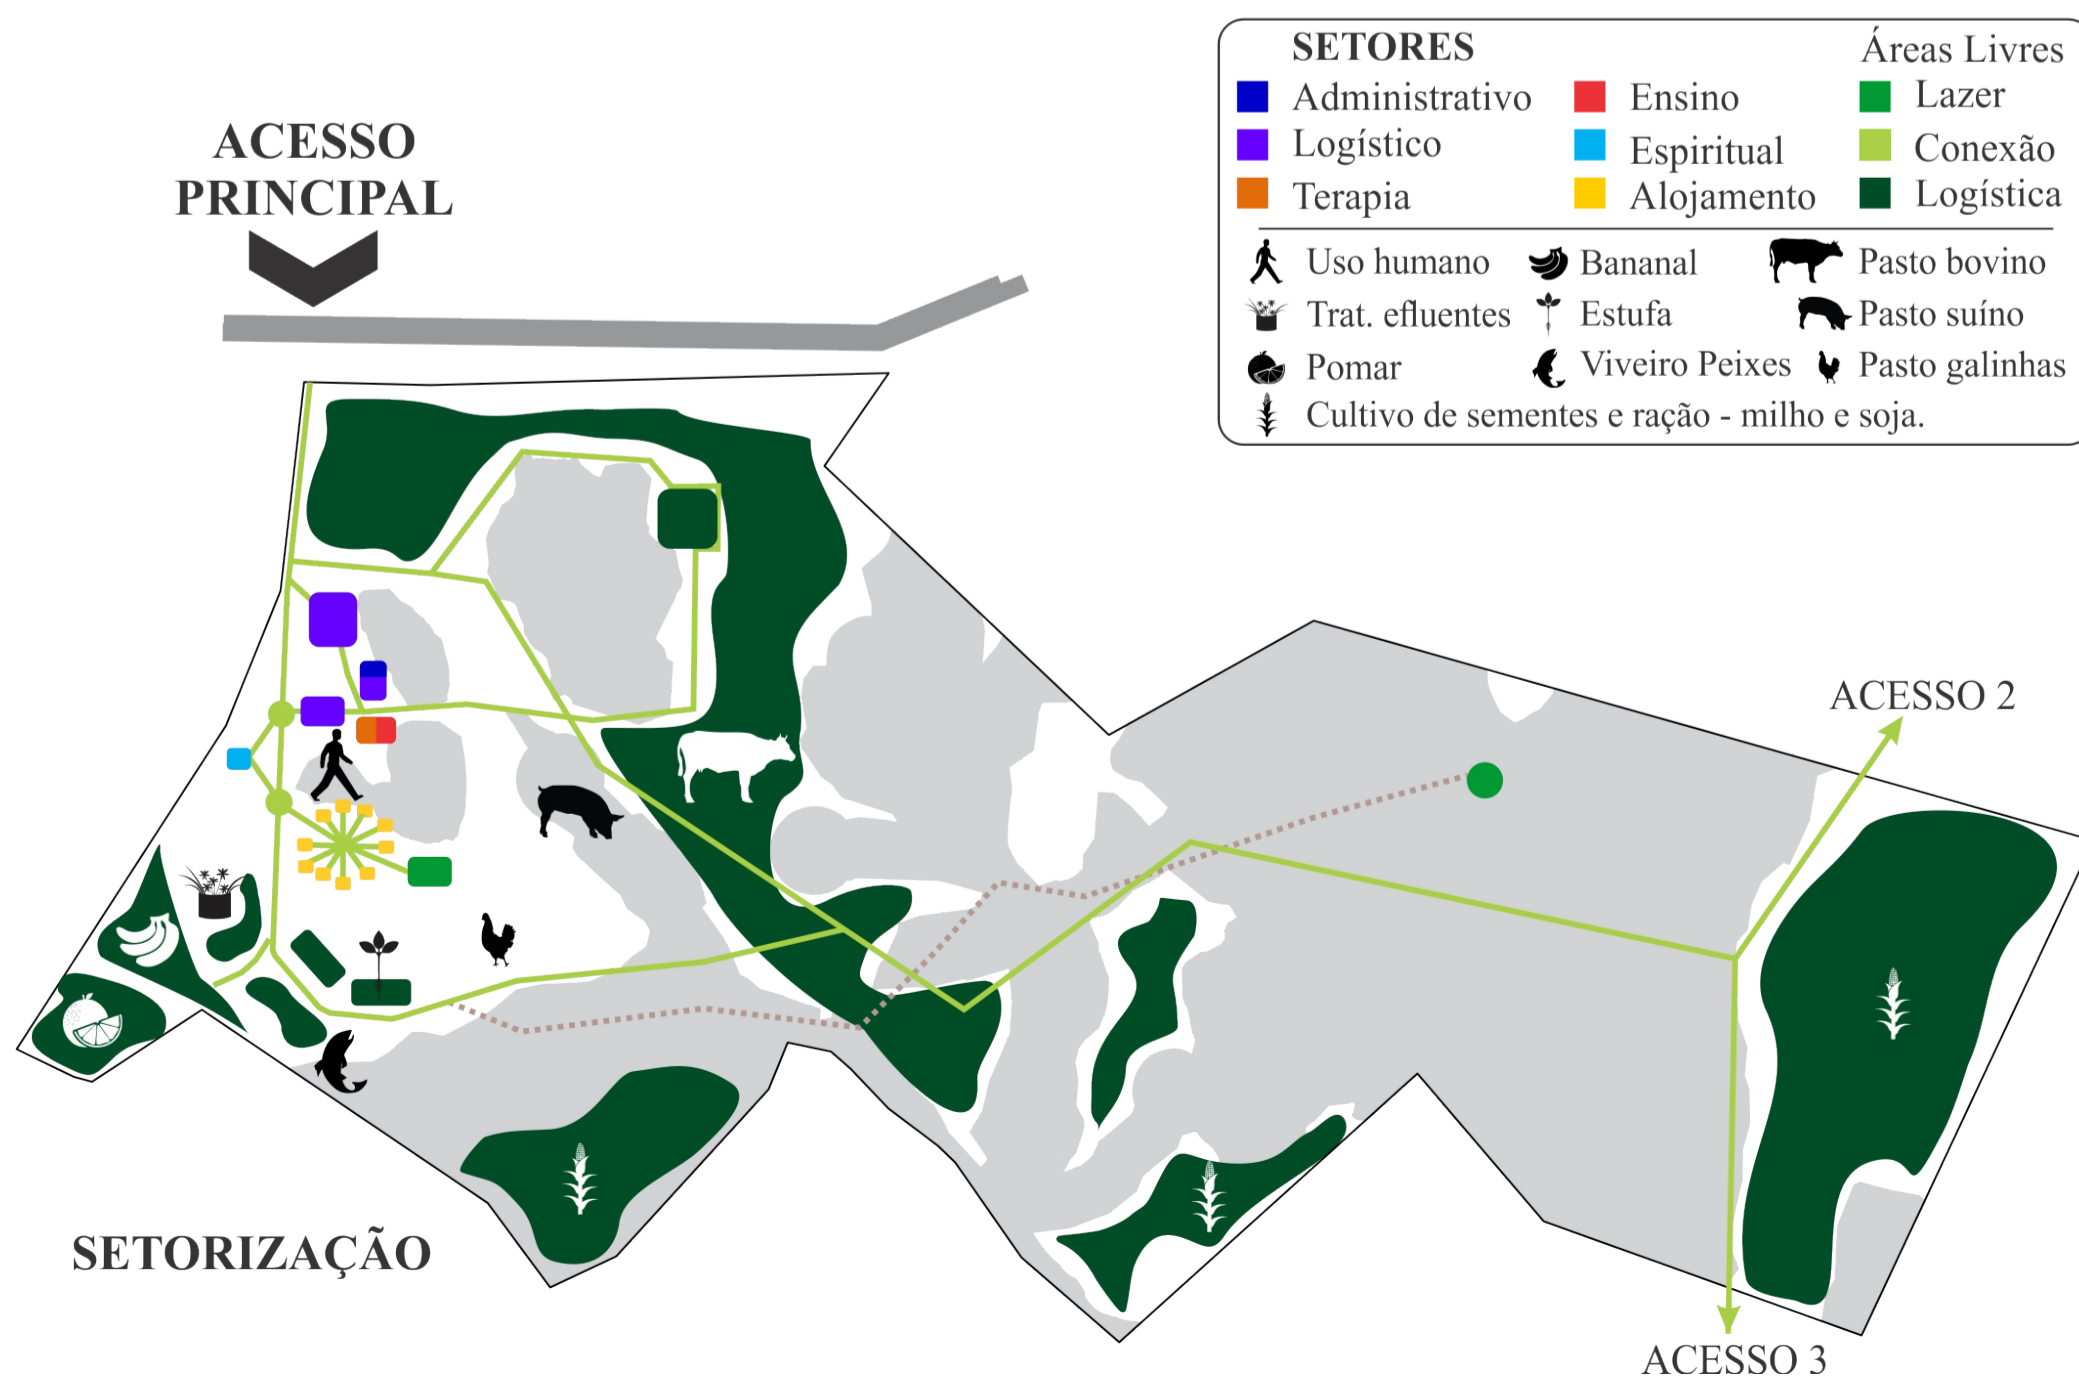 SETORES
Áreas Livres
Administrativo
Ensino
Lazer
Logístico
Espiritual
Conexão
Terapia
Alojamento
Logística
Uso humano
Bananal
Pasto bovino
Trat. efluentes
Estufa
Pasto suíno
Pomar
Viveiro Peixes
Pasto galinhas
Cultivo de sementes e ração - milho e soja.
ACESSO
PRINCIPAL
ACESSO 2
SETORIZAÇÃO
ACESSO 3